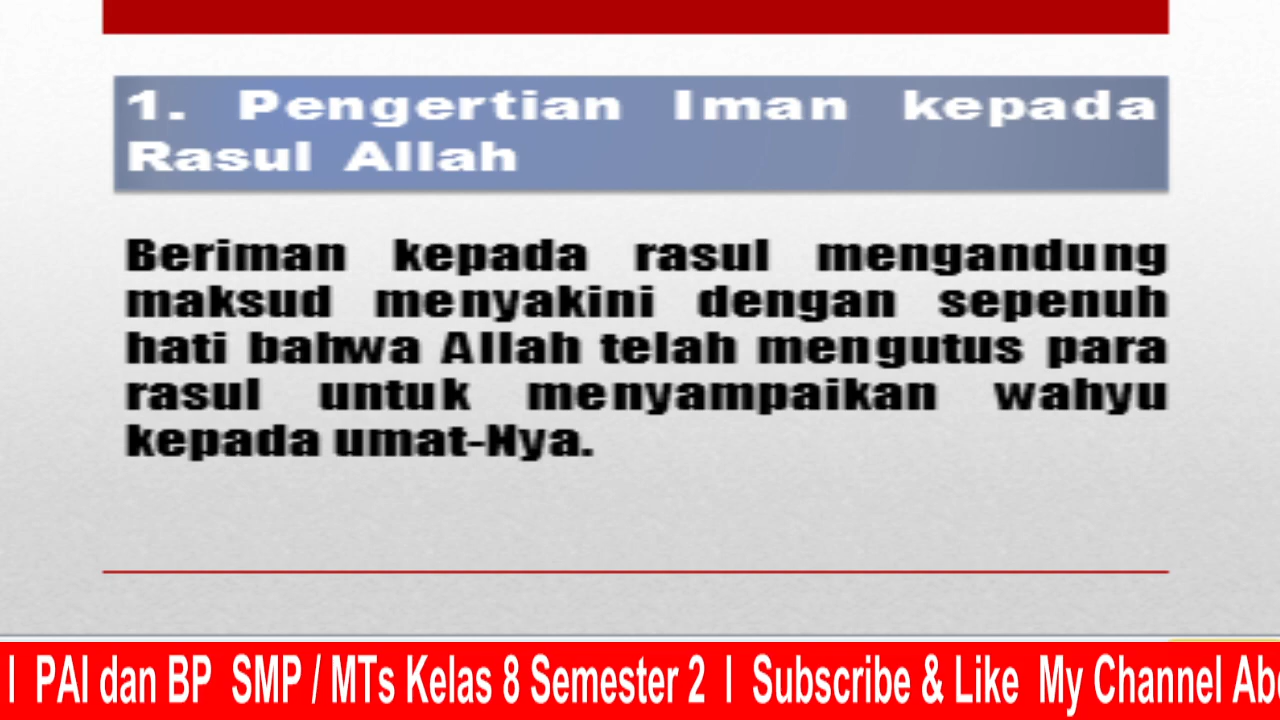 1. Pengertian Iman kepada
Rasul Allah
Beriman kepada rasul mengandung
maksud menyakini dengan sepenuh
hati bahwa Allah telah mengutus para
rasul untuk menyampaikan wahyu
kepada umat-Nya.
l PAI dan BP SMP / MTs Kelas 8 Semester 2 l Subscribe & Like My Channel